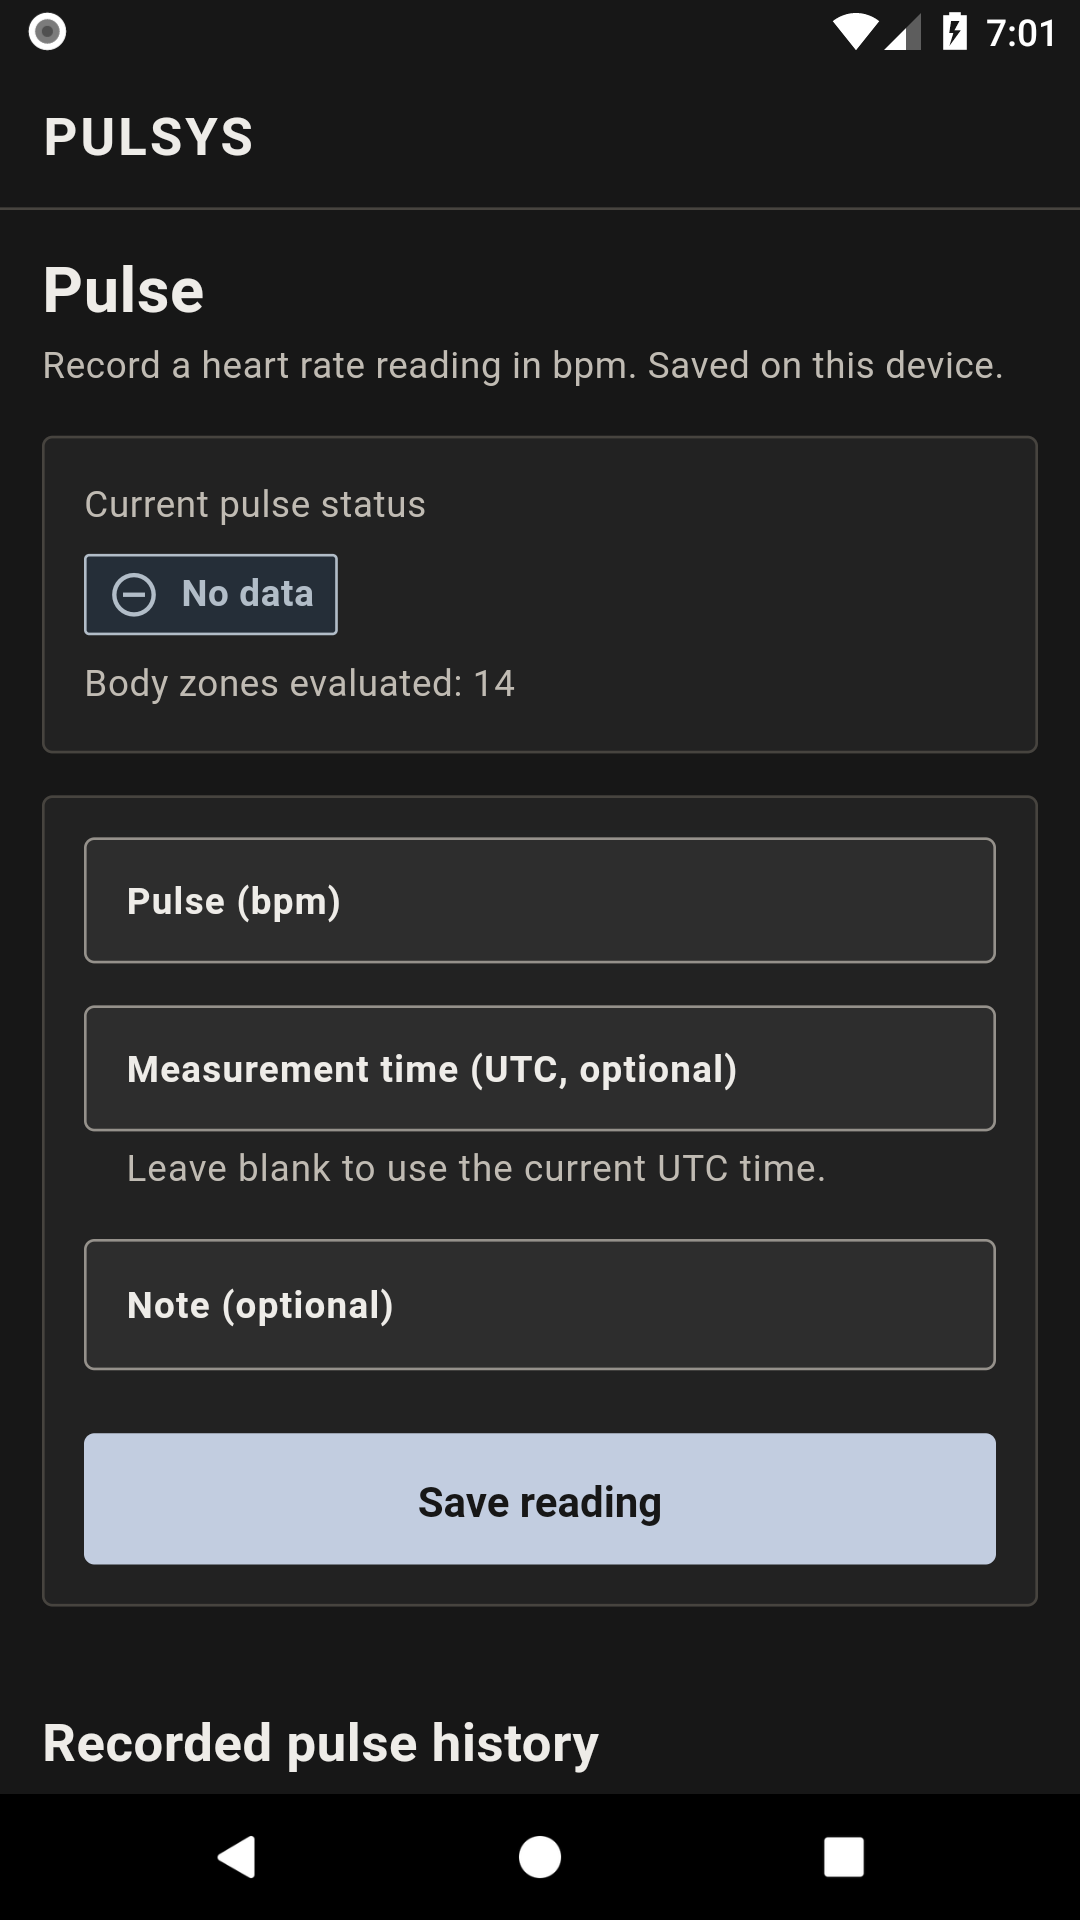 7:01
PULSYS
Pulse
Record a heart rate reading in bpm. Saved on this device.
Current pulse status
No data
Body zones evaluated: 14
Pulse (bpm)
Measurement time (UTC, optional)
Leave blank to use the current UTC time.
Note (optional)
Save reading
Recorded pulse history